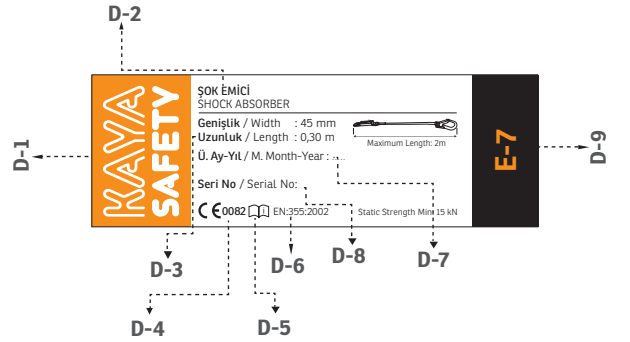 D-2
KAYA
SAFETY
ŞOK EMİCİ
SHOCK ABSORBER
Genişlik / Width : 45 mm
Uzunluk / Length : 0,30 m
Maximum Length: 2m
Ü. Ay-Yıl / M. Month-Year :
Seri No / Serial No:
CE 0082 EN:355:2002
Static Strength Min: 15 kN
E-7
D-1
D-9
D-3
D-6
D-8
D-7
D-4
D-5